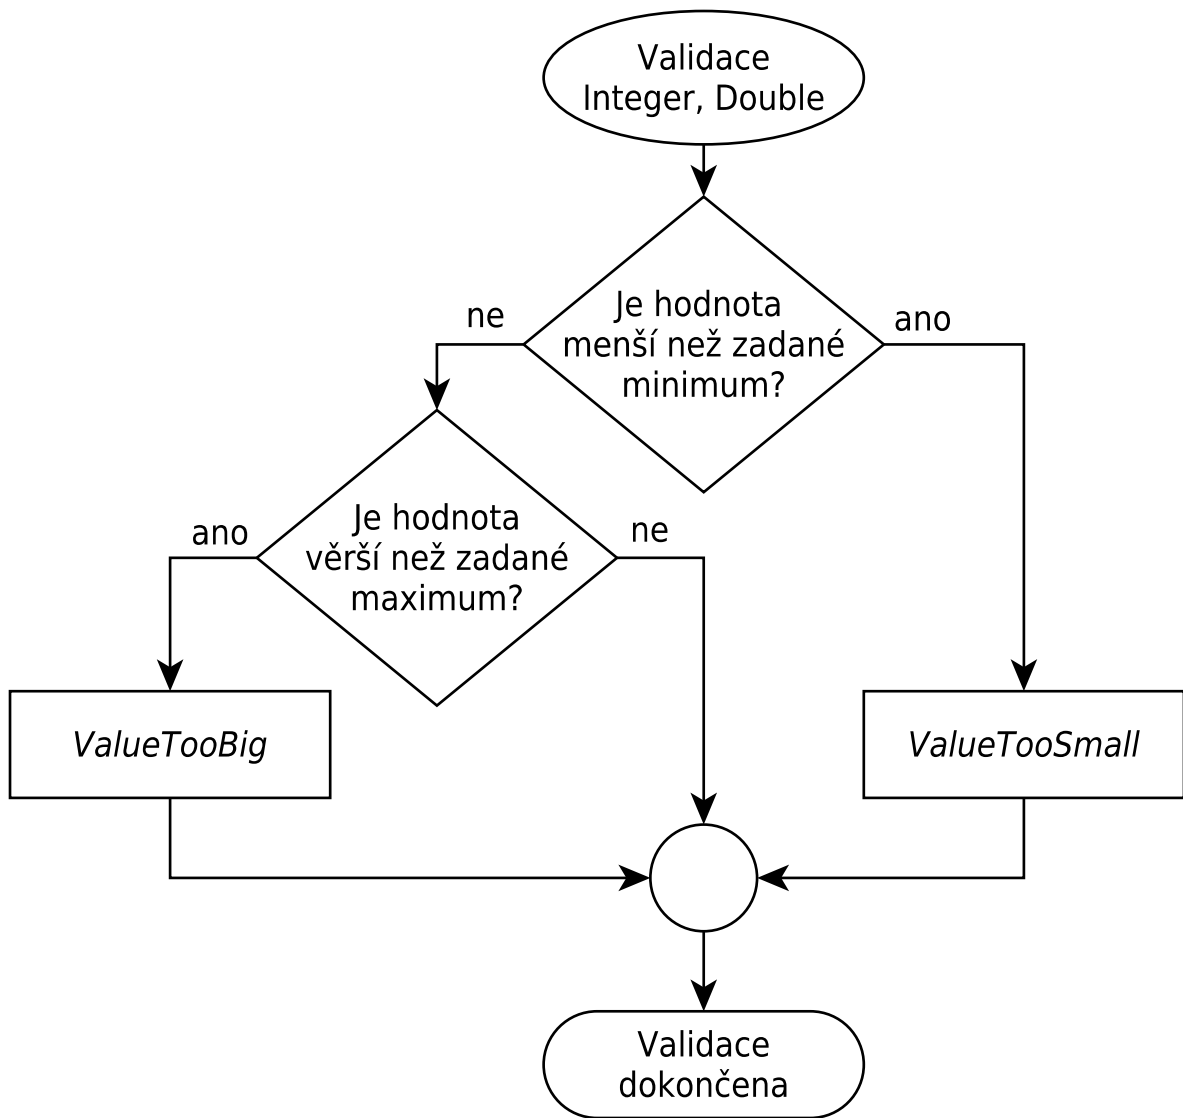 Validace
Integer, Double
ne
Je hodnota
menší než zadané
minimum?
ano
ano
Je hodnota
věrší než zadané
maximum?
ne
ValueTooBig
ValueTooSmall
Validace
dokončena